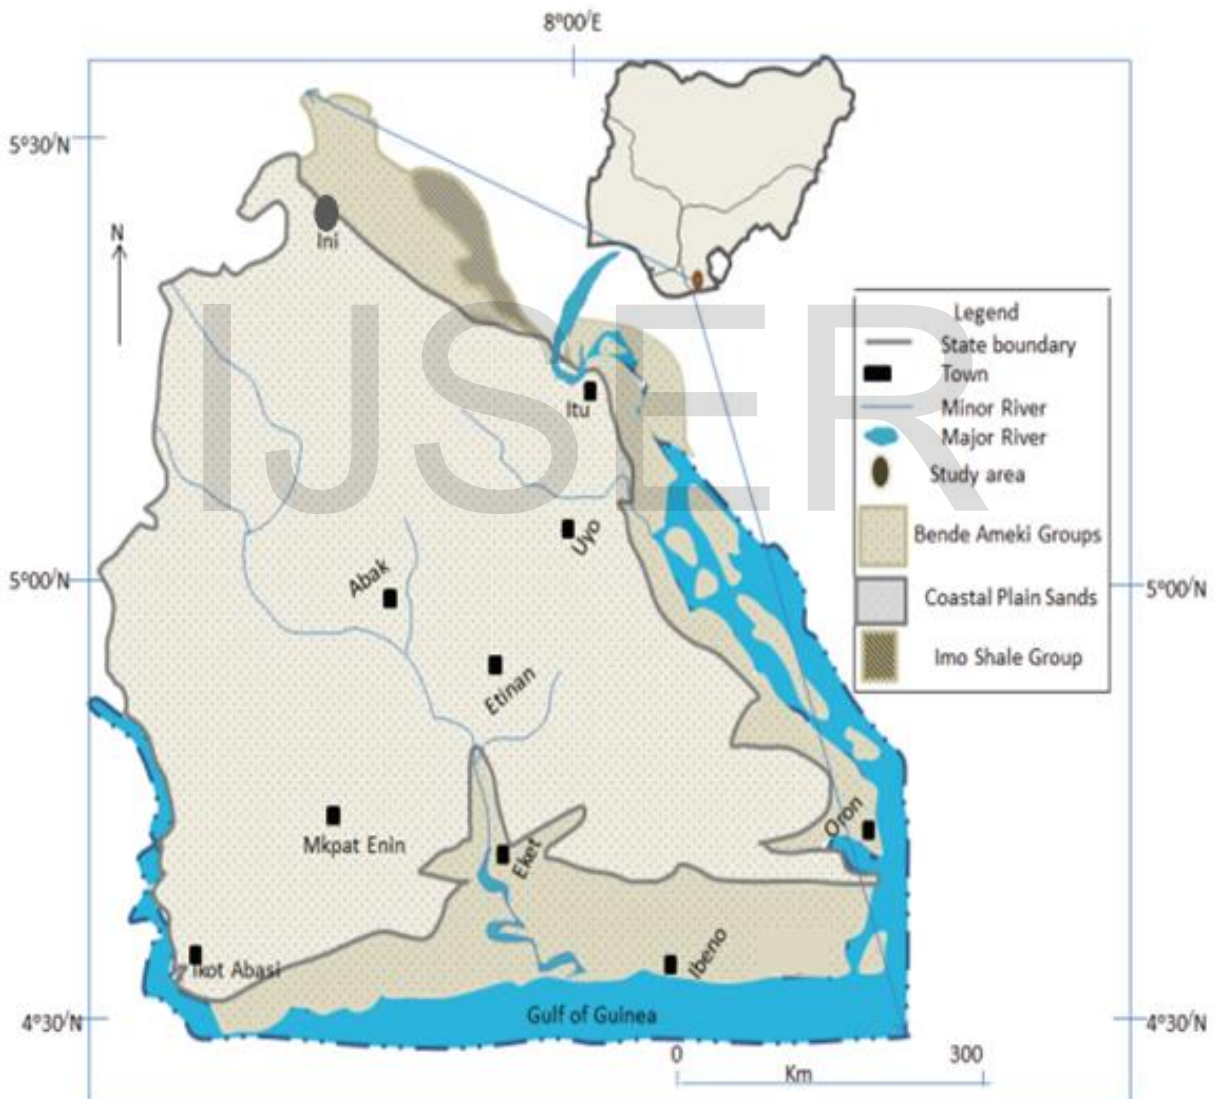 8°00/E
5°30/N
N
Ini
Legend
State boundary
Town
Minor River
Major River
Study area
Bende Ameki Groups
Coastal Plain Sands
Imo Shale Group
IJSER
Itu
Uyo
Abak
5°00/N
5°00/N
Etinan
Mkpat Enin
Eket
Oron
Ibeno
Ikot Abasi
Gulf of Guinea
4°30/N
4°30/N
0 300
Km